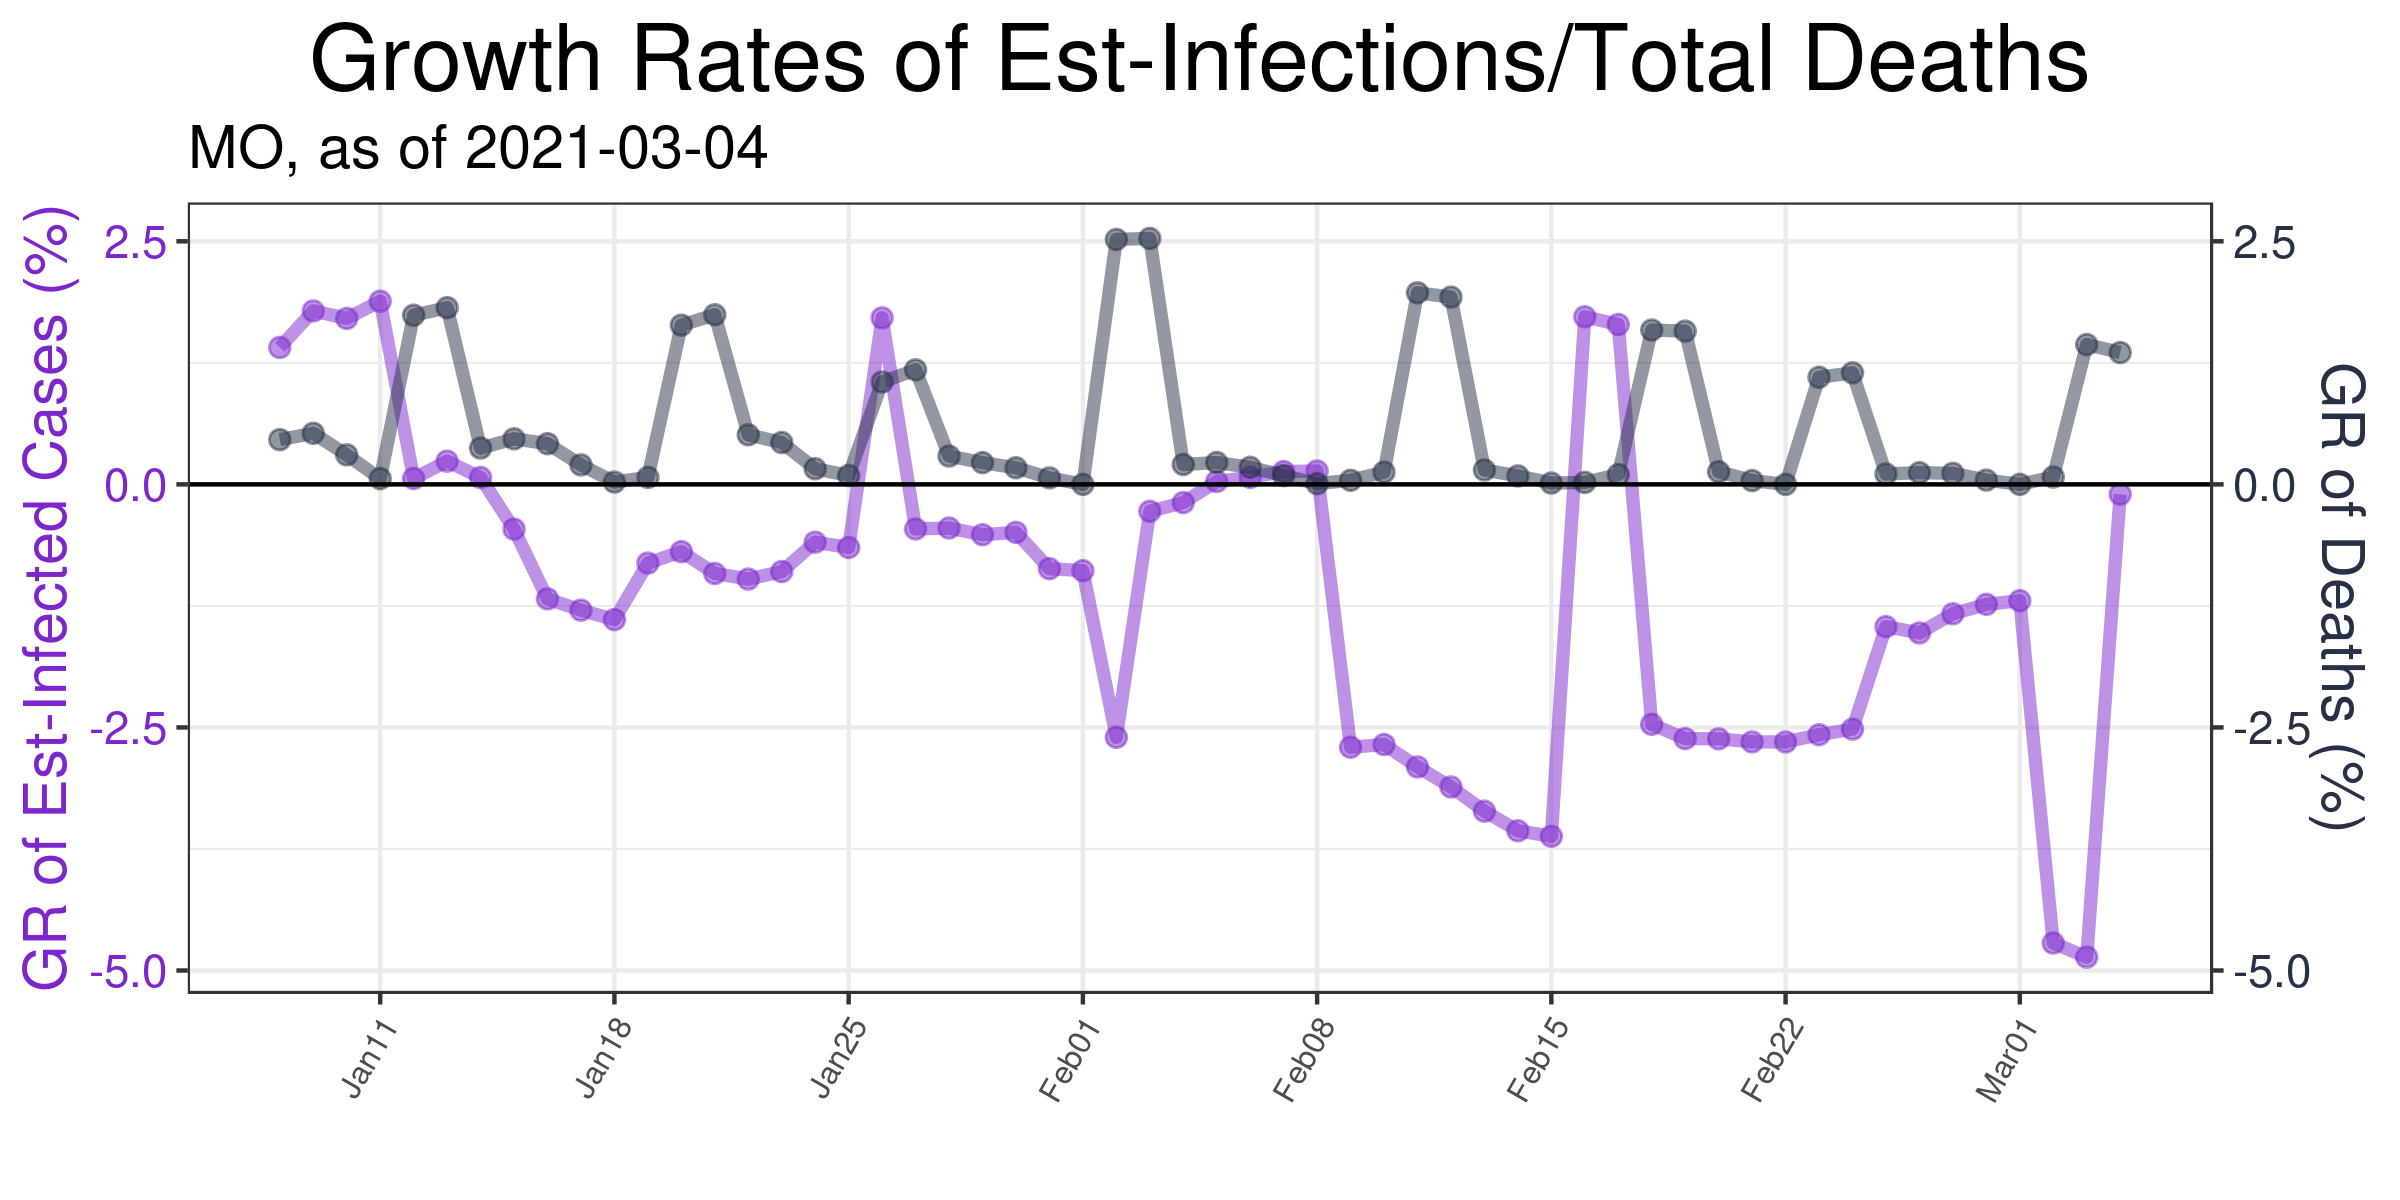 Growth Rates of Est-Infections/Total Deaths
MO, as of 2021-03-04
GR of Est-Infected Cases (%)
2.5
0.0
-2.5
-5.0
2.5
0.0
-2.5
-5.0
GR of Deaths (%)
Jan11
Jan18
Jan25
Feb01
Feb08
Feb15
Feb22
Mar01